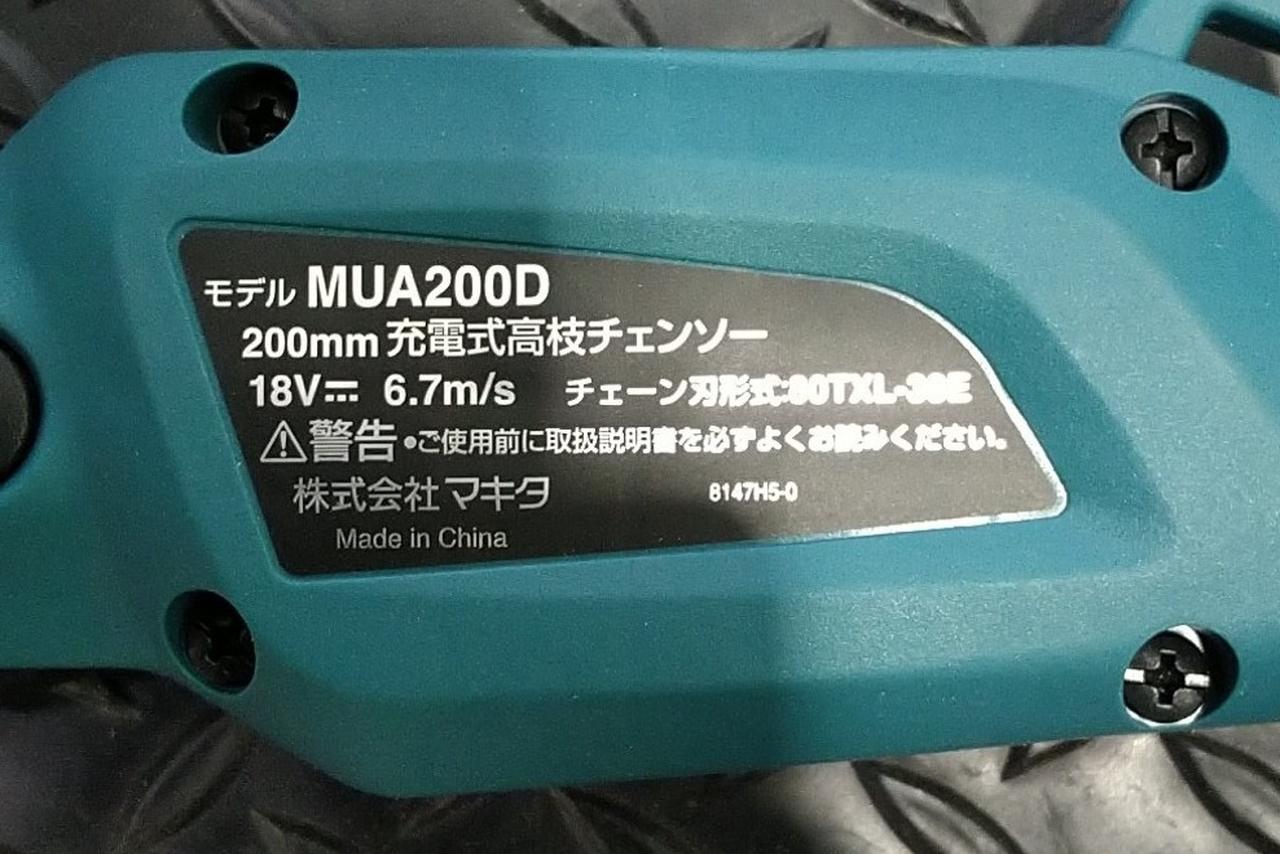 モデル MUA200D
200mm 充電式高枝チェンソー
18V⎓ 6.7m/s チェーン刃形式:
⚠警告 •ご使用前に取扱説明書を必ずよくお読みください。
株式会社 マキタ
8147H5-0
Made in China